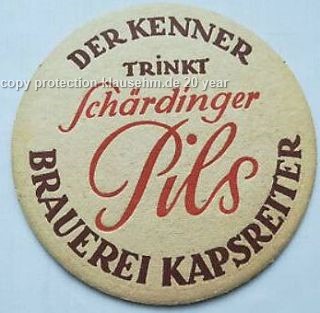 DER KENNER
TRINKT
copy protection klausehm.de 20 year
Schärdinger
Pils
BRAUEREI KAPSREITER